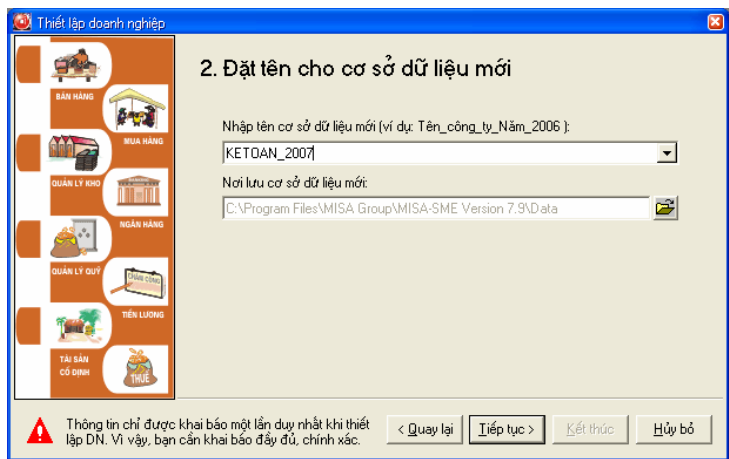 Thiết lập doanh nghiệp
2. Đặt tên cho cơ sở dữ liệu mới
Nhập tên cơ sở dữ liệu mới (ví dụ: Tên_công_ty_Năm_2006 ):
KETOAN_2007
Nơi lưu cơ sở dữ liệu mới:
C:\Program Files\MISA Group\MISA-SME Version 7.9\Data
BÁN HÀNG
MUA HÀNG
QUẢN LÝ KHO
NGÂN HÀNG
QUẢN LÝ QUỸ
CHẤM CÔNG
TIỀN LƯƠNG
TÀI SẢN
CỐ ĐỊNH
THUẾ
Thông tin chỉ được khai báo một lần duy nhất khi thiết
lập DN. Vì vậy, bạn cần khai báo đầy đủ, chính xác.
< Quay lại
Tiếp tục >
Kết thúc
Hủy bỏ